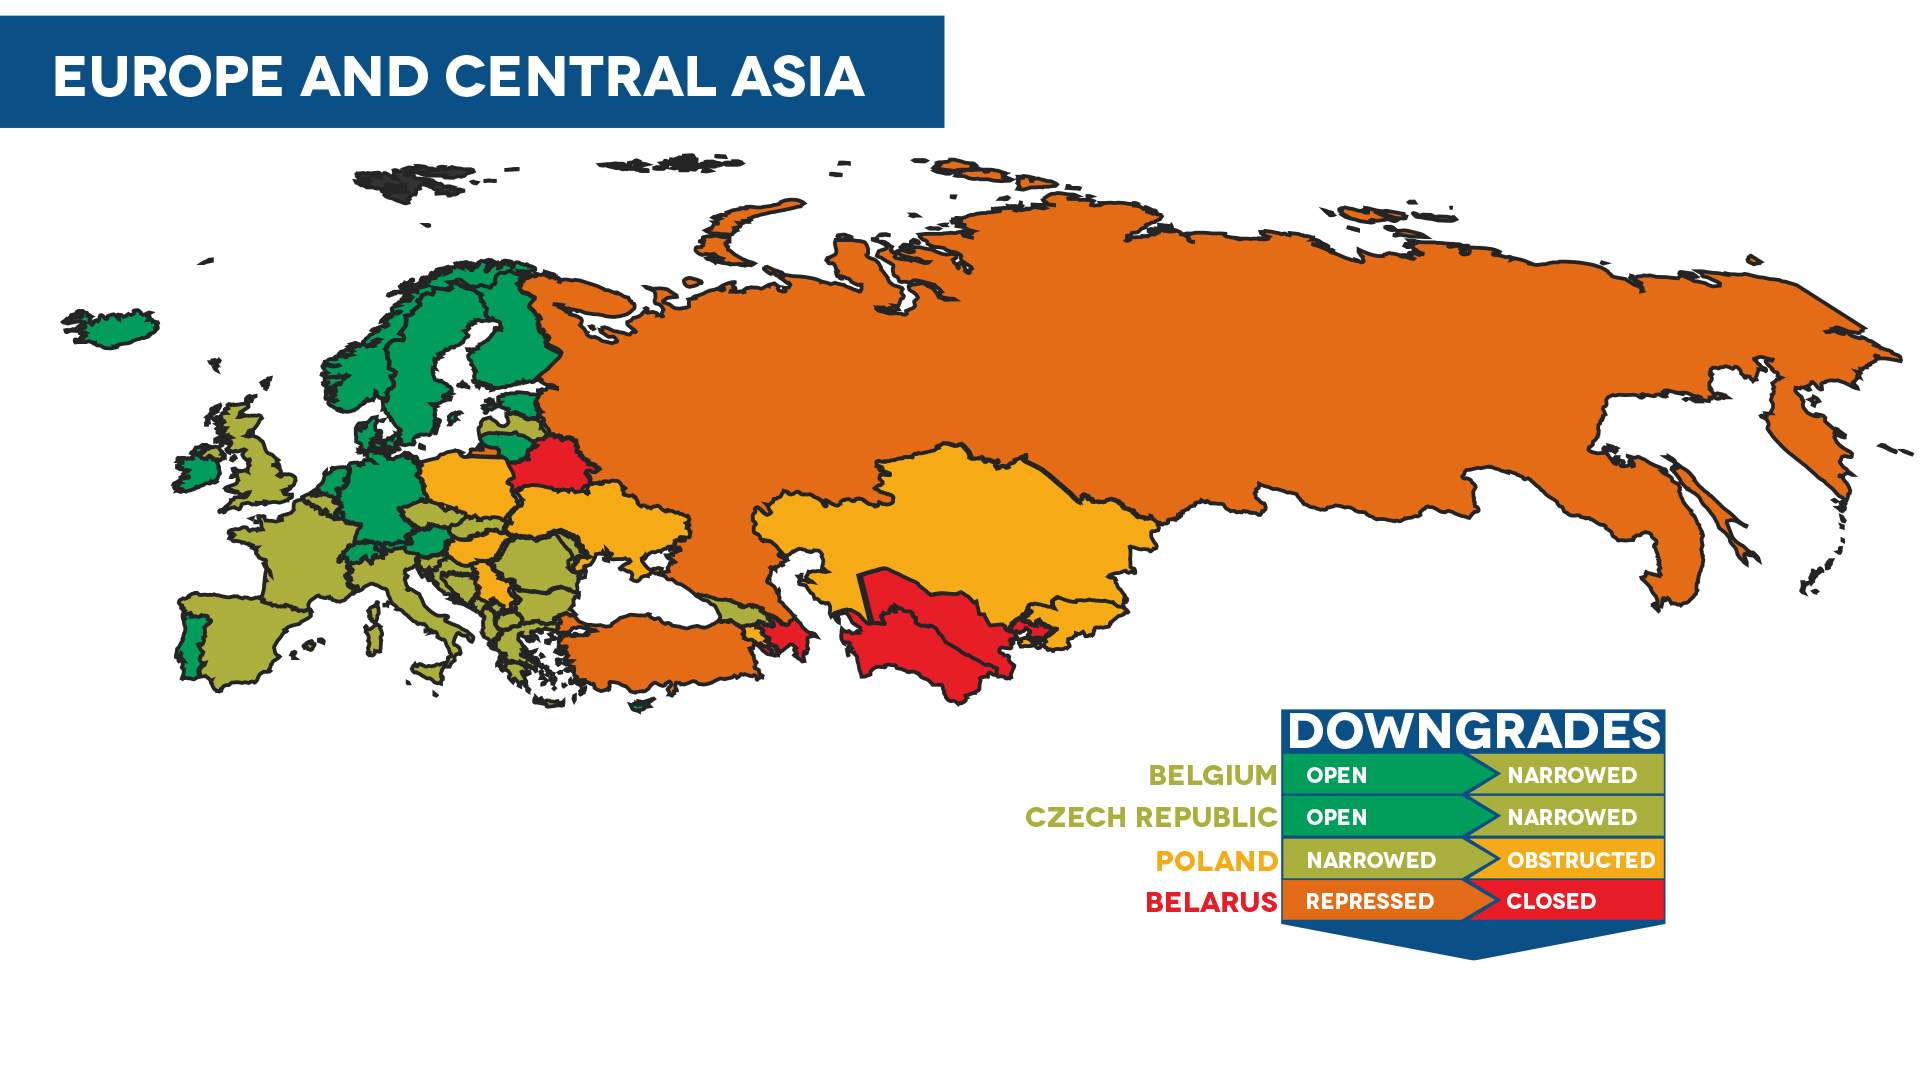 EUROPE AND CENTRAL ASIA
DOWNGRADES
BELGIUM OPEN NARROWED
CZECH REPUBLIC OPEN NARROWED
POLAND NARROWED OBSTRUCTED
BELARUS REPRESSED CLOSED